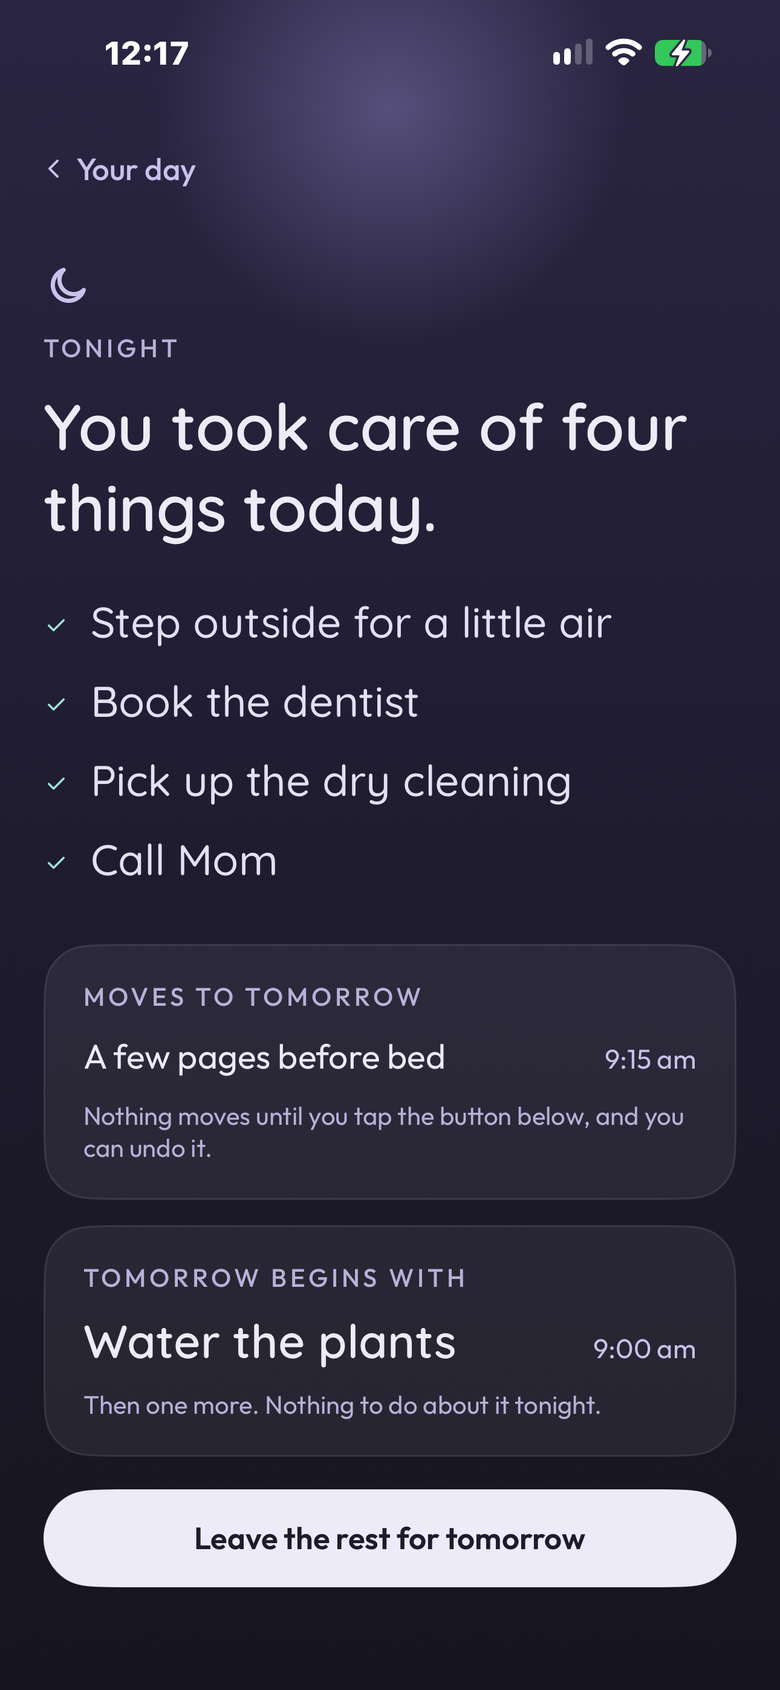 12:17
Your day
TONIGHT
You took care of four
things today.
Step outside for a little air
Book the dentist
Pick up the dry cleaning
Call Mom
MOVES TO TOMORROW
A few pages before bed 9:15 am
Nothing moves until you tap the button below, and you
can undo it.
TOMORROW BEGINS WITH
Water the plants 9:00 am
Then one more. Nothing to do about it tonight.
Leave the rest for tomorrow